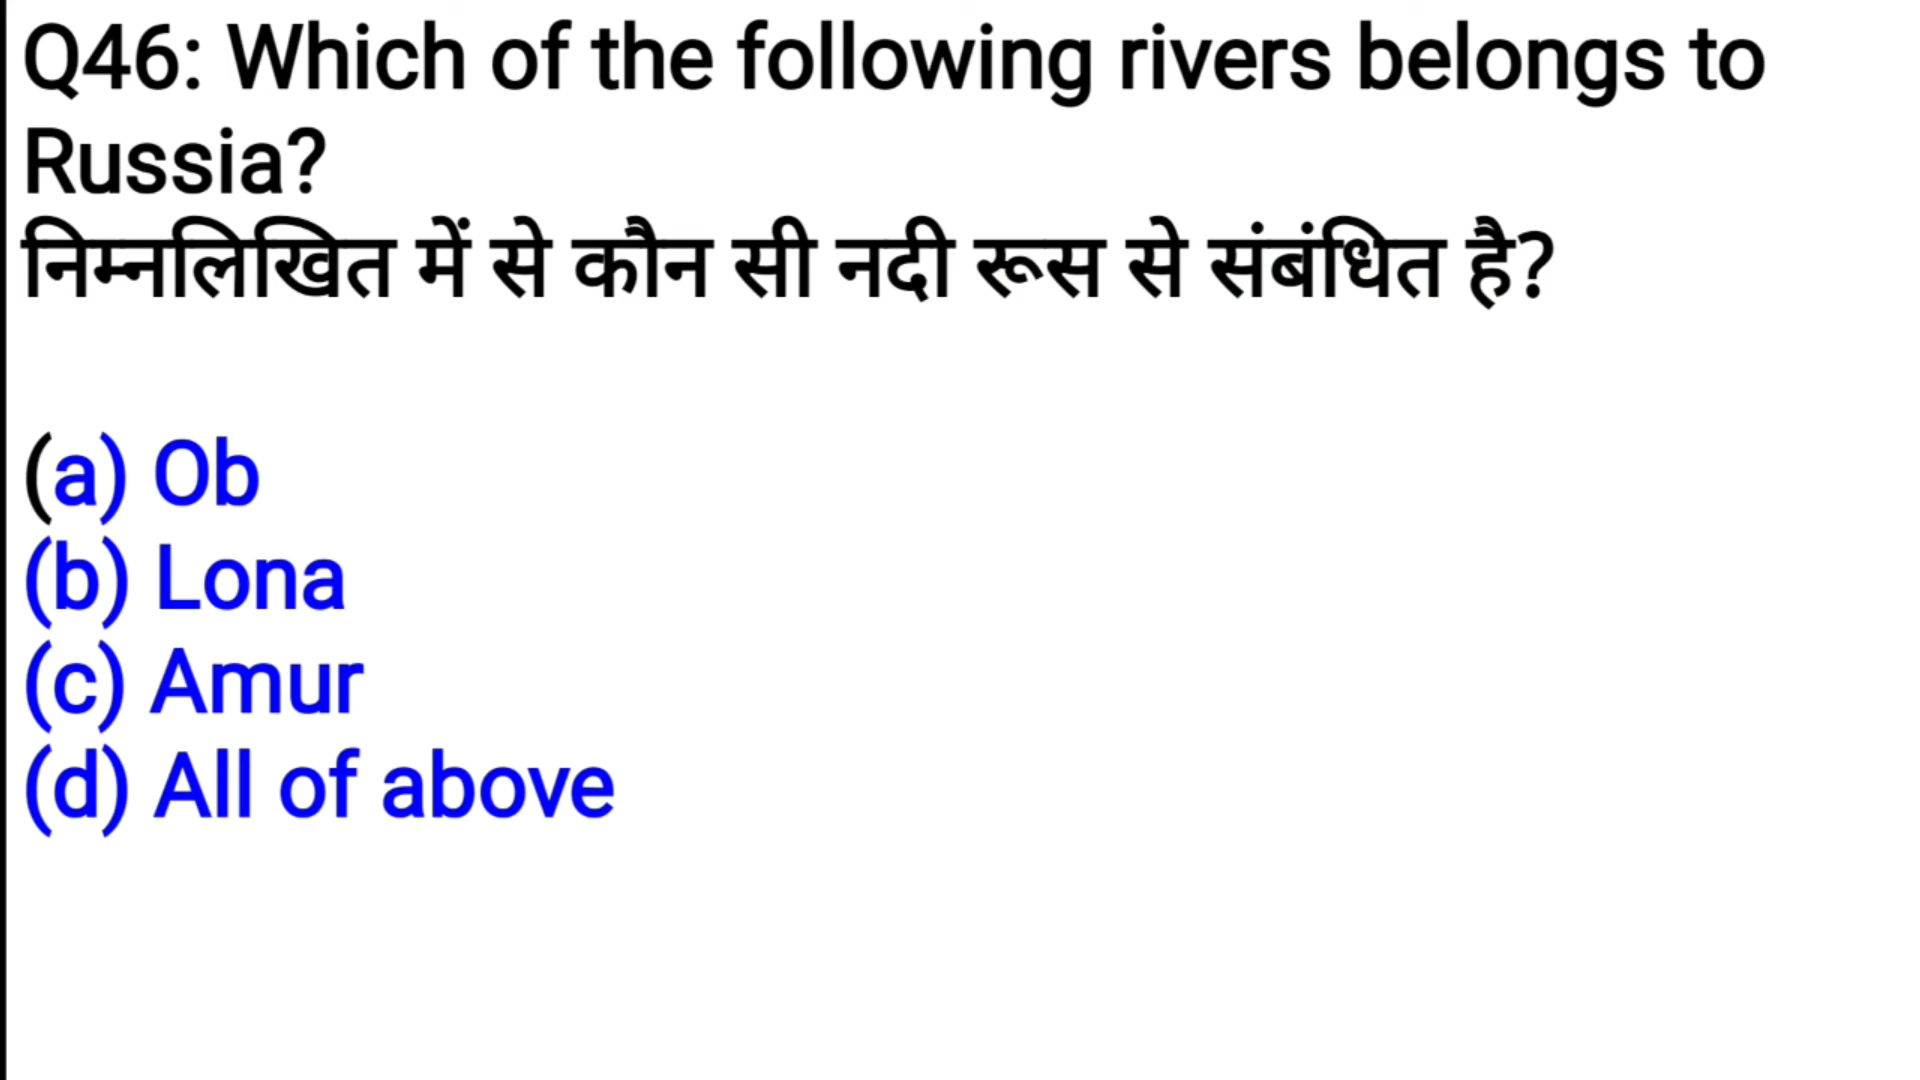 Q46: Which of the following rivers belongs to
Russia?
निम्नलिखित में से कौन सी नदी रूस से संबंधित है?
(a) Ob
(b) Lona
(c) Amur
(d) All of above